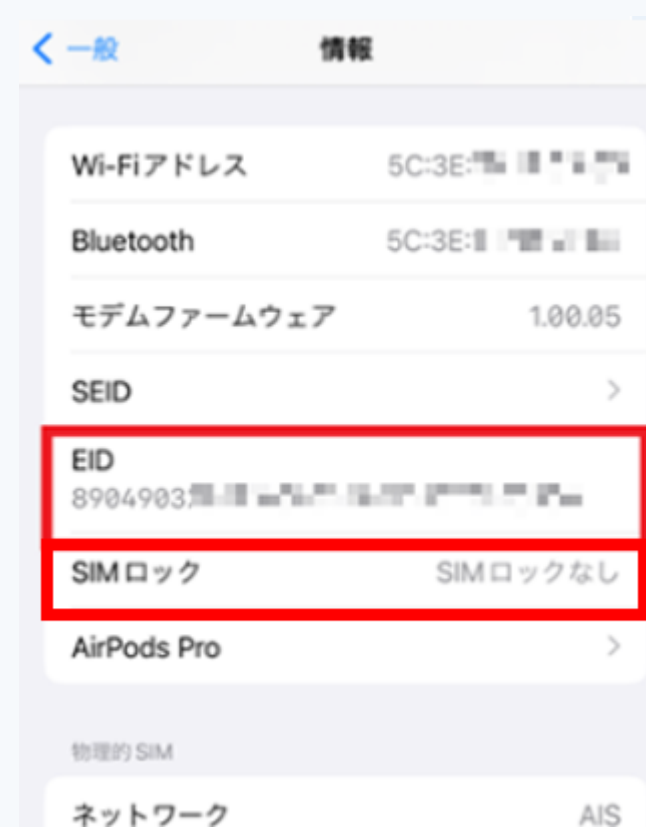 一般
情報
Wi-Fiアドレス 5C:3E:
Bluetooth 5C:3E:
モデムファームウェア 1.00.05
SEID
EID
8904903
SIMロック SIMロックなし
AirPods Pro
物理的 SIM
ネットワーク AIS